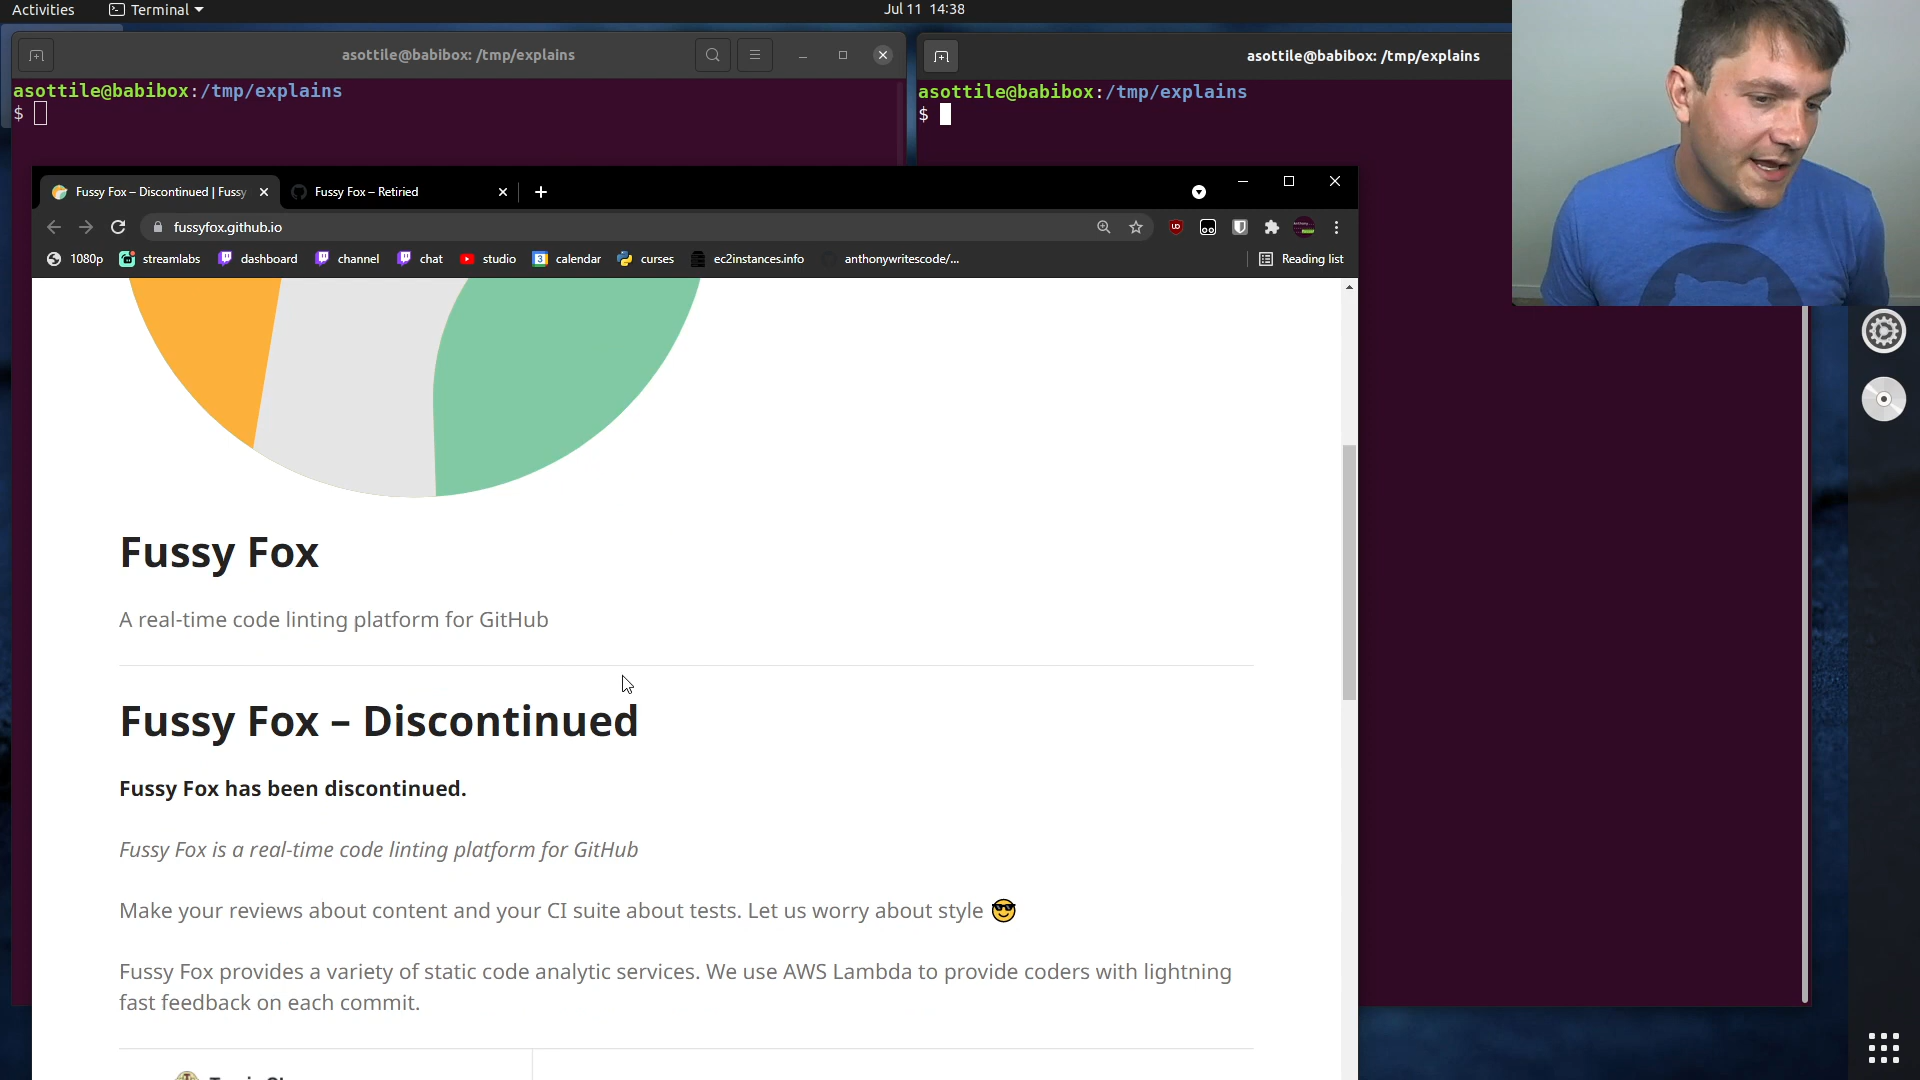 Activities
Terminal
Jul 11 14:38
asottile@babibox: /tmp/explains
asottile@babibox: /tmp/explains
asottile@babibox:/tmp/explains
$
asottile@babibox:/tmp/explains
$
Fussy Fox – Discontinued | Fussy
Fussy Fox – Retiried
fussyfox.github.io
1080p
streamlabs
dashboard
channel
chat
studio
calendar
curses
ec2instances.info
anthonywritescode/...
Reading list
Fussy Fox
A real-time code linting platform for GitHub
Fussy Fox – Discontinued
Fussy Fox has been discontinued.
Fussy Fox is a real-time code linting platform for GitHub
Make your reviews about content and your CI suite about tests. Let us worry about style 😎
Fussy Fox provides a variety of static code analytic services. We use AWS Lambda to provide coders with lightning
fast feedback on each commit.